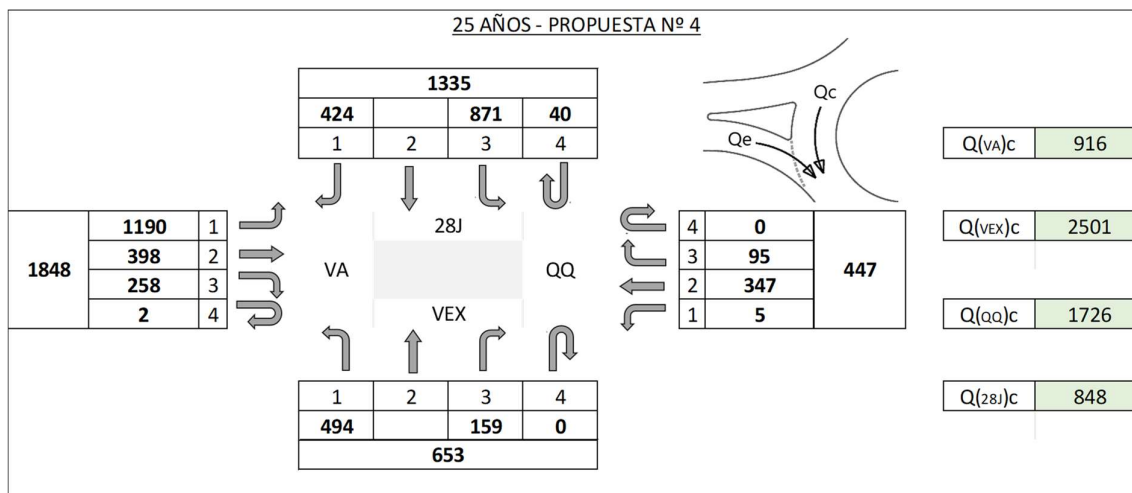 25 AÑOS - PROPUESTA Nº 4
1335
424 871 40
1 2 3 4
Qc
Qe
Q(VA)c 916
1848
1190 1
398 2
258 3
2 4
28J
VA QQ
VEX
4 0
3 95
2 347
1 5
447
Q(VEX)c 2501
Q(QQ)c 1726
1 2 3 4
494 159 0
653
Q(28J)c 848